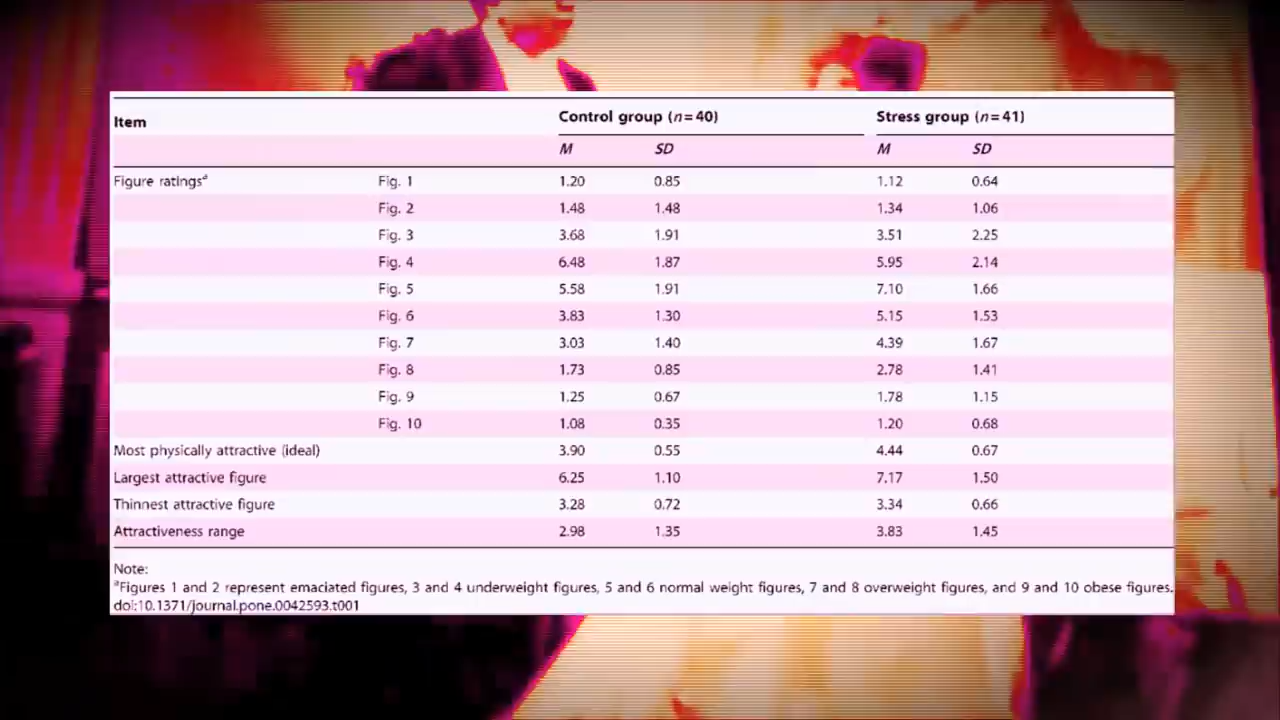 Item Control group (n=40) Stress group (n=41)
M SD M SD
Figure ratingsª Fig. 1 1.20 0.85 1.12 0.64
Fig. 2 1.48 1.48 1.34 1.06
Fig. 3 3.68 1.91 3.51 2.25
Fig. 4 6.48 1.87 5.95 2.14
Fig. 5 5.58 1.91 7.10 1.66
Fig. 6 3.83 1.30 5.15 1.53
Fig. 7 3.03 1.40 4.39 1.67
Fig. 8 1.73 0.85 2.78 1.41
Fig. 9 1.25 0.67 1.78 1.15
Fig. 10 1.08 0.35 1.20 0.68
Most physically attractive (ideal) 3.90 0.55 4.44 0.67
Largest attractive figure 6.25 1.10 7.17 1.50
Thinnest attractive figure 3.28 0.72 3.34 0.66
Attractiveness range 2.98 1.35 3.83 1.45
Note:
ªFigures 1 and 2 represent emaciated figures, 3 and 4 underweight figures, 5 and 6 normal weight figures, 7 and 8 overweight figures, and 9 and 10 obese figures.
doi:10.1371/journal.pone.0042593.t001